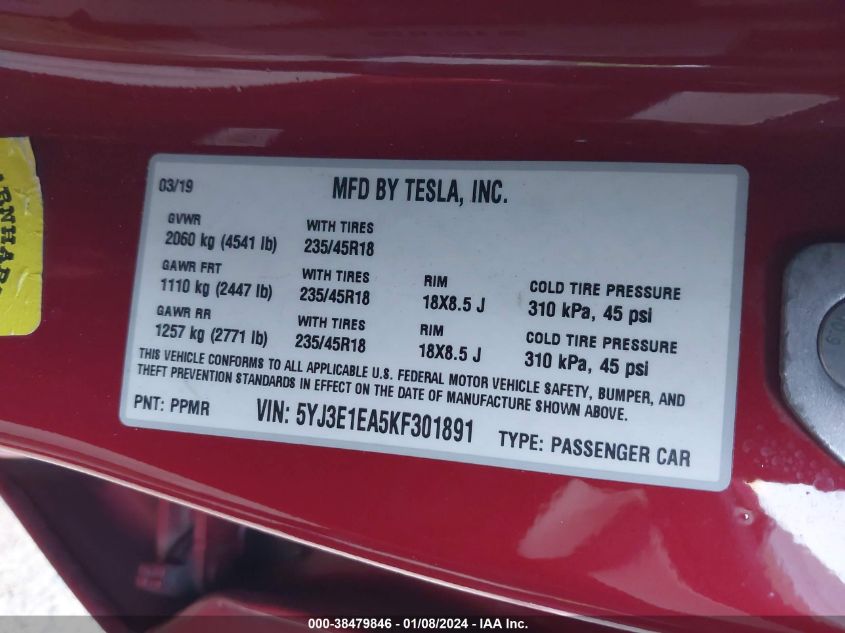 03/19 MFD BY TESLA, INC.
GVWR WITH TIRES
2060 kg (4541 lb) 235/45R18
GAWR FRT WITH TIRES RIM COLD TIRE PRESSURE
1110 kg (2447 lb) 235/45R18 18X8.5 J 310 kPa, 45 psi
GAWR RR WITH TIRES RIM COLD TIRE PRESSURE
1257 kg (2771 lb) 235/45R18 18X8.5 J 310 kPa, 45 psi
THIS VEHICLE CONFORMS TO ALL APPLICABLE U.S. FEDERAL MOTOR VEHICLE SAFETY, BUMPER, AND
THEFT PREVENTION STANDARDS IN EFFECT ON THE DATE OF MANUFACTURE SHOWN ABOVE.
PNT: PPMR VIN: 5YJ3E1EA5KF301891 TYPE: PASSENGER CAR
000-38479846 - 01/08/2024 - IAA Holdings, LLC.